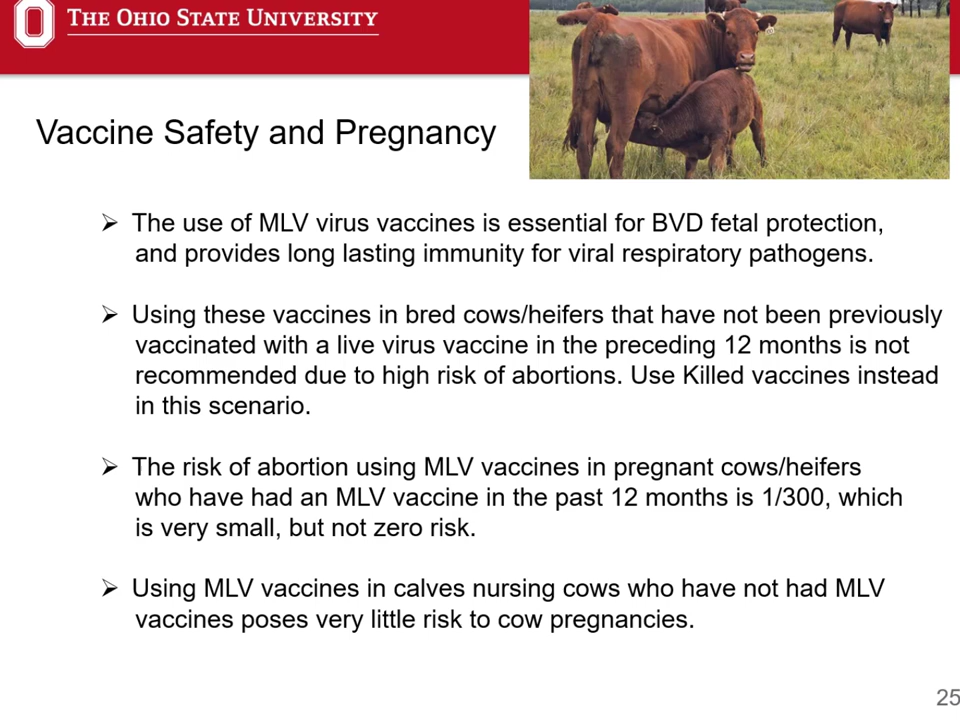 The Ohio State University
Vaccine Safety and Pregnancy
➢ The use of MLV virus vaccines is essential for BVD fetal protection,
and provides long lasting immunity for viral respiratory pathogens.
➢ Using these vaccines in bred cows/heifers that have not been previously
vaccinated with a live virus vaccine in the preceding 12 months is not
recommended due to high risk of abortions. Use Killed vaccines instead
in this scenario.
➢ The risk of abortion using MLV vaccines in pregnant cows/heifers
who have had an MLV vaccine in the past 12 months is 1/300, which
is very small, but not zero risk.
➢ Using MLV vaccines in calves nursing cows who have not had MLV
vaccines poses very little risk to cow pregnancies.
25